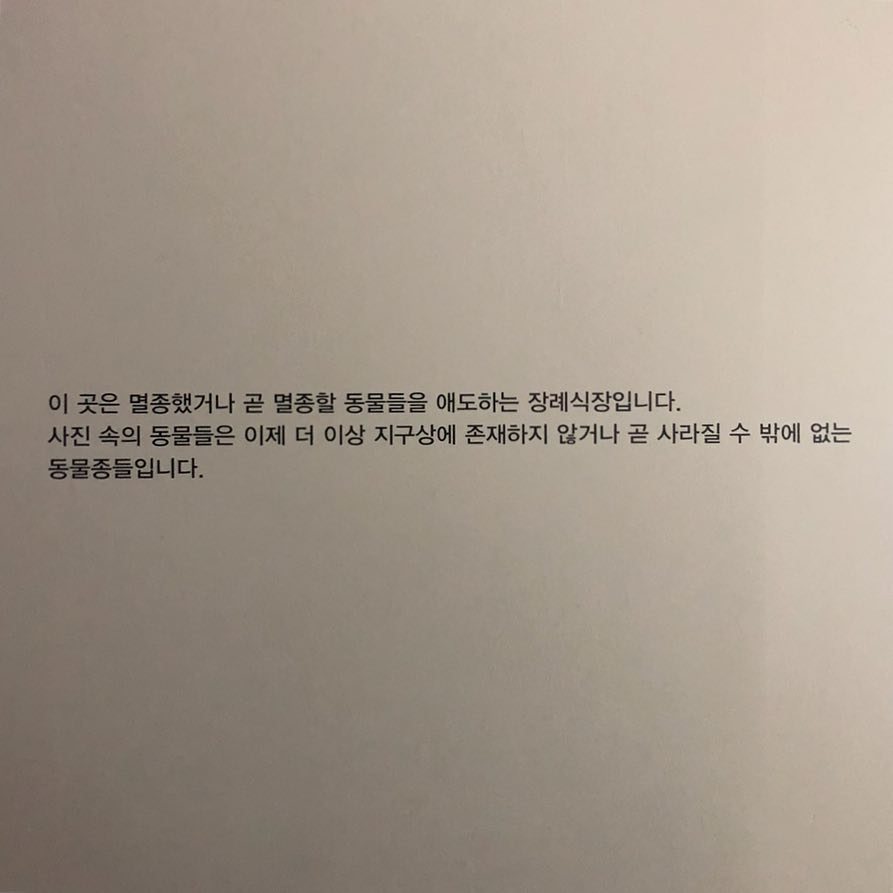 이 곳은 멸종했거나 곧 멸종할 동물들을 애도하는 장례식장입니다.
사진 속의 동물들은 이제 더 이상 지구상에 존재하지 않거나 곧 사라질 수 밖에 없는
동물종들입니다.